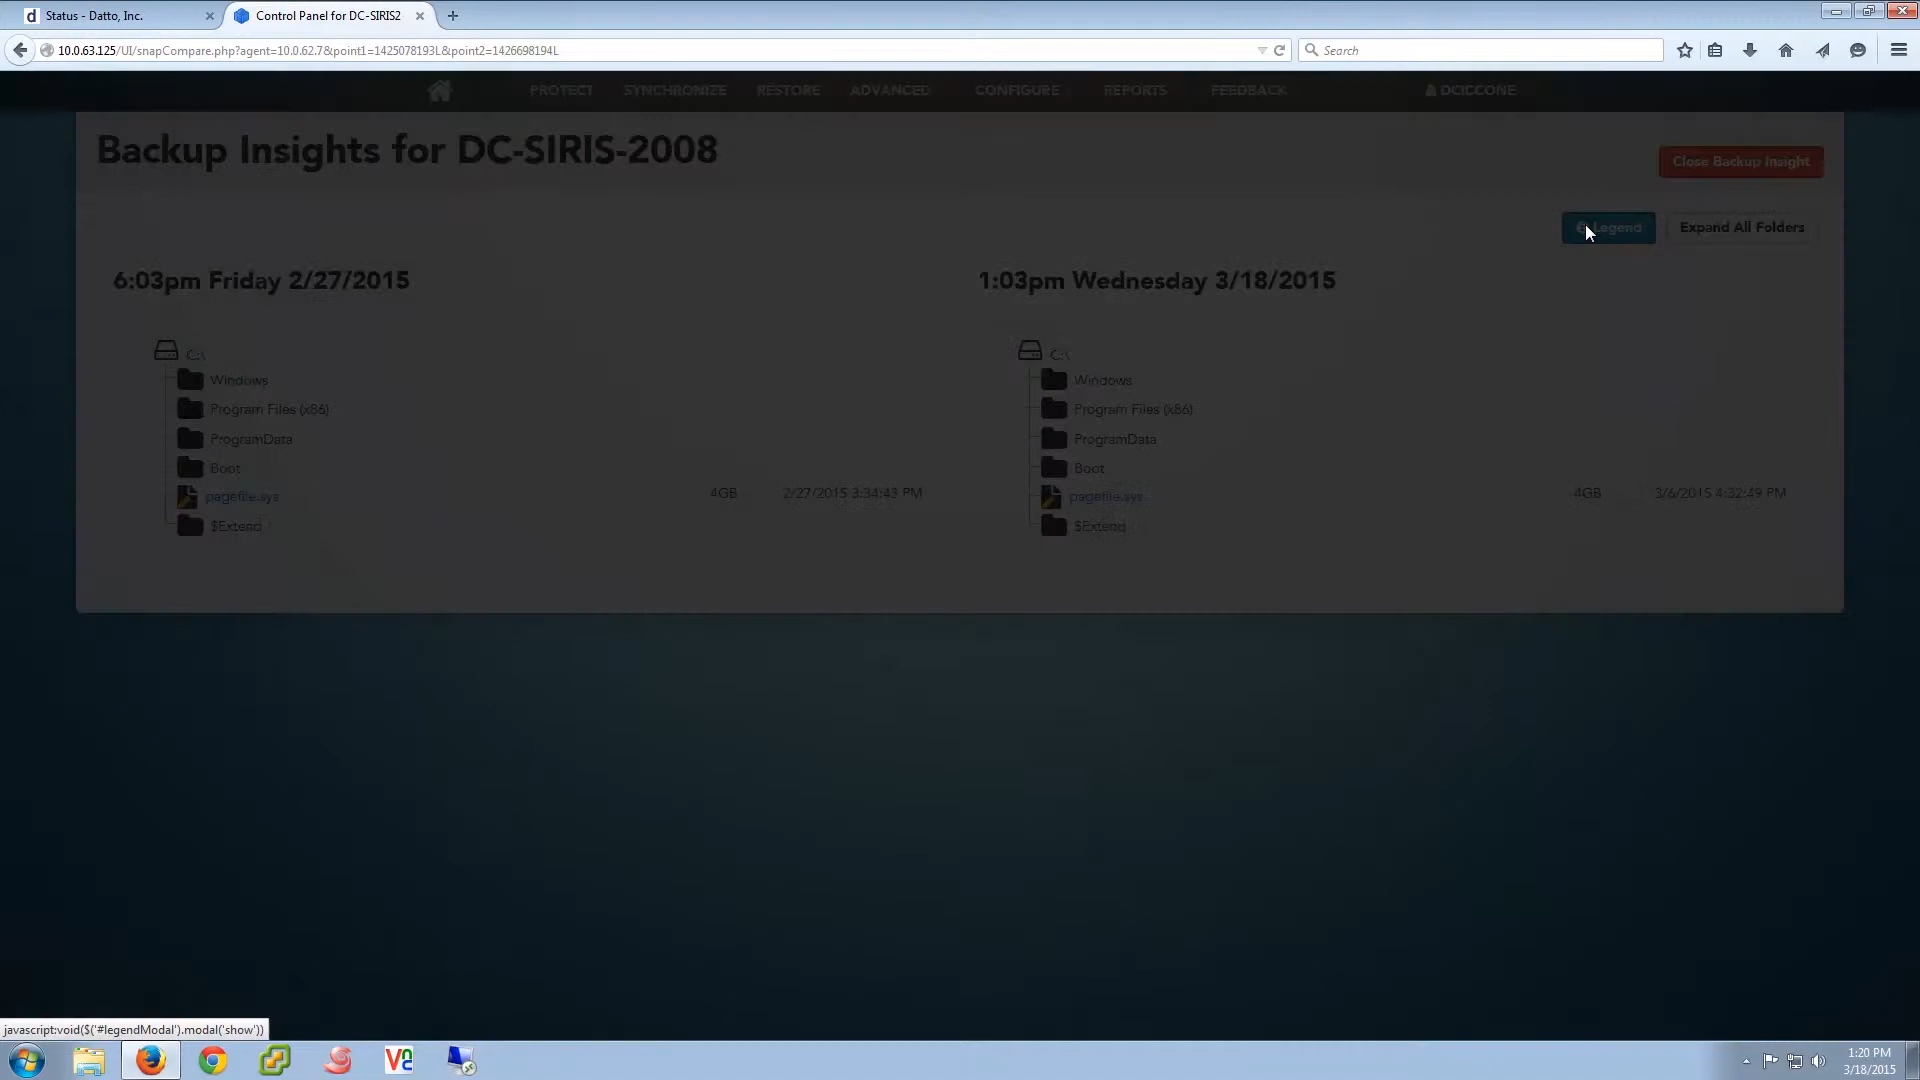 Status - Datto, Inc.
Control Panel for DC-SIRIS2
10.0.63.125/UI/snapCompare.php?agent=10.0.62.7&point1=1425078193L&point2=1426698194L
Search
PROTECT SYNCHRONIZE RESTORE ADVANCED CONFIGURE REPORTS FEEDBACK DCICCONE
Backup Insights for DC-SIRIS-2008
Close Backup Insight
Legend Expand All Folders
6:03pm Friday 2/27/2015
C:\
Windows
Program Files (x86)
ProgramData
Boot
pagefile.sys 4GB 2/27/2015 3:34:43 PM
$Extend
1:03pm Wednesday 3/18/2015
C:\
Windows
Program Files (x86)
ProgramData
Boot
pagefile.sys 4GB 3/6/2015 4:32:49 PM
$Extend
javascript:void($('#legendModal').modal('show'))
1:20 PM
3/18/2015